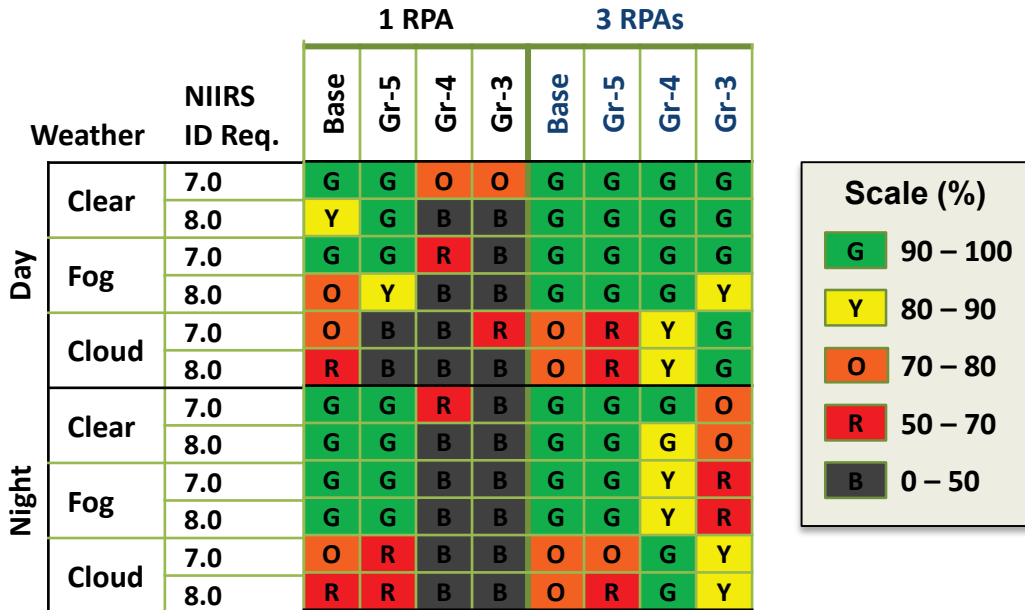 1 RPA 3 RPAs
Weather NIIRS ID Req. Base Gr-5 Gr-4 Gr-3 Base Gr-5 Gr-4 Gr-3
Day Clear 7.0 G G O O G G G G
8.0 Y G B B G G G G
Fog 7.0 G G R B G G G G
8.0 O Y B B G G G Y
Cloud 7.0 O B B R O R Y G
8.0 R B B B O R Y G
Night Clear 7.0 G G R B G G G O
8.0 G G B B G G G O
Fog 7.0 G G B B G G Y R
8.0 G G B B G G Y R
Cloud 7.0 O R B B O O G Y
8.0 R R B B O R G Y
Scale (%)
G 90 – 100
Y 80 – 90
O 70 – 80
R 50 – 70
B 0 – 50